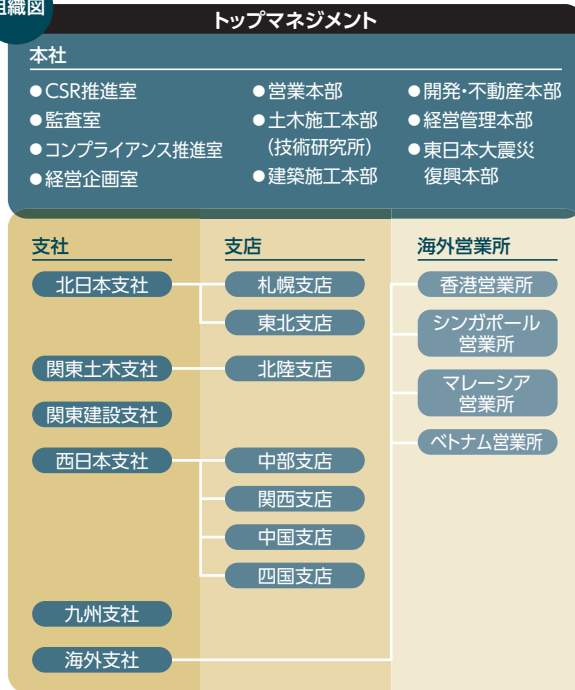 組織図
トップマネジメント
本社
●CSR推進室
●監査室
●コンプライアンス推進室
●経営企画室
●営業本部
●土木施工本部
(技術研究所)
●建築施工本部
●開発・不動産本部
●経営管理本部
●東日本大震災
復興本部
支社
北日本支社
関東土木支社
関東建設支社
西日本支社
九州支社
海外支社
支店
札幌支店
東北支店
北陸支店
中部支店
関西支店
中国支店
四国支店
海外営業所
香港営業所
シンガポール
営業所
マレーシア
営業所
ベトナム営業所